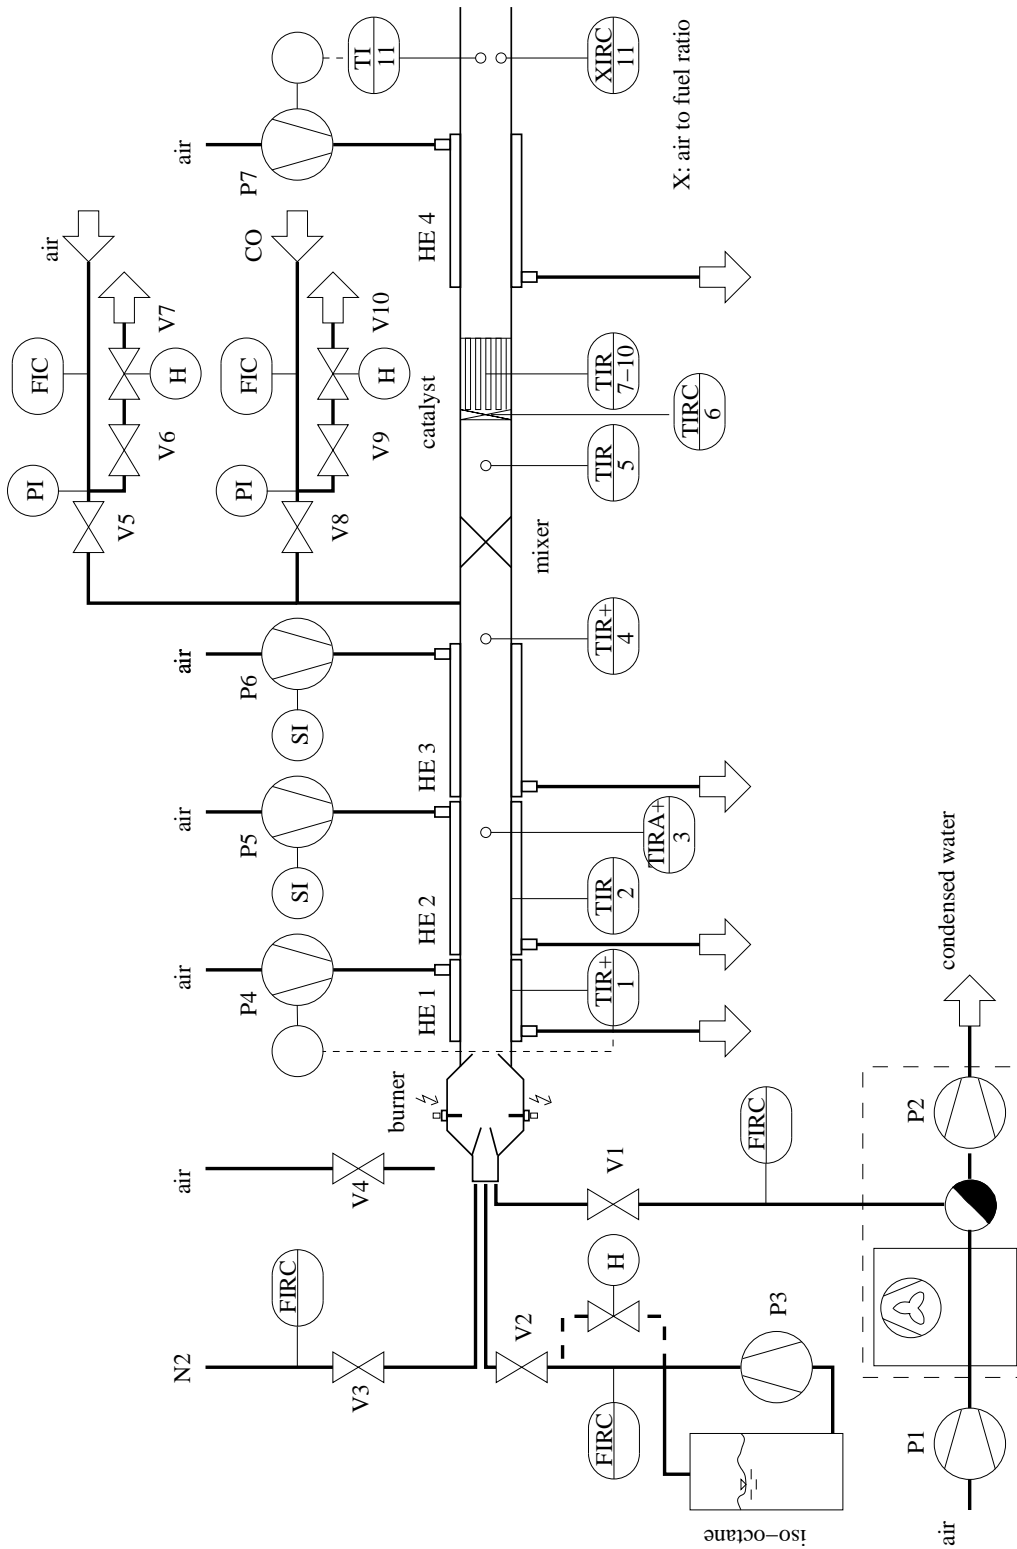 PI
FIC
air
V5
V6
H
V7
N2
air
air
air
air
air
PI
FIC
CO
P4
P5
P6
P7
FIRC
SI
SI
V8
V3
V4
V9
H
V10
TI
11
burner
HE 1
HE 2
HE 3
catalyst
HE 4
V2
mixer
FIRC
H
V1
TIR+
1
TIR
2
TIRA+
3
TIR+
4
TIR
5
TIRC
6
TIR
7–10
XIRC
11
X: air to fuel ratio
iso–octane
P3
FIRC
P1
P2
air
condensed water